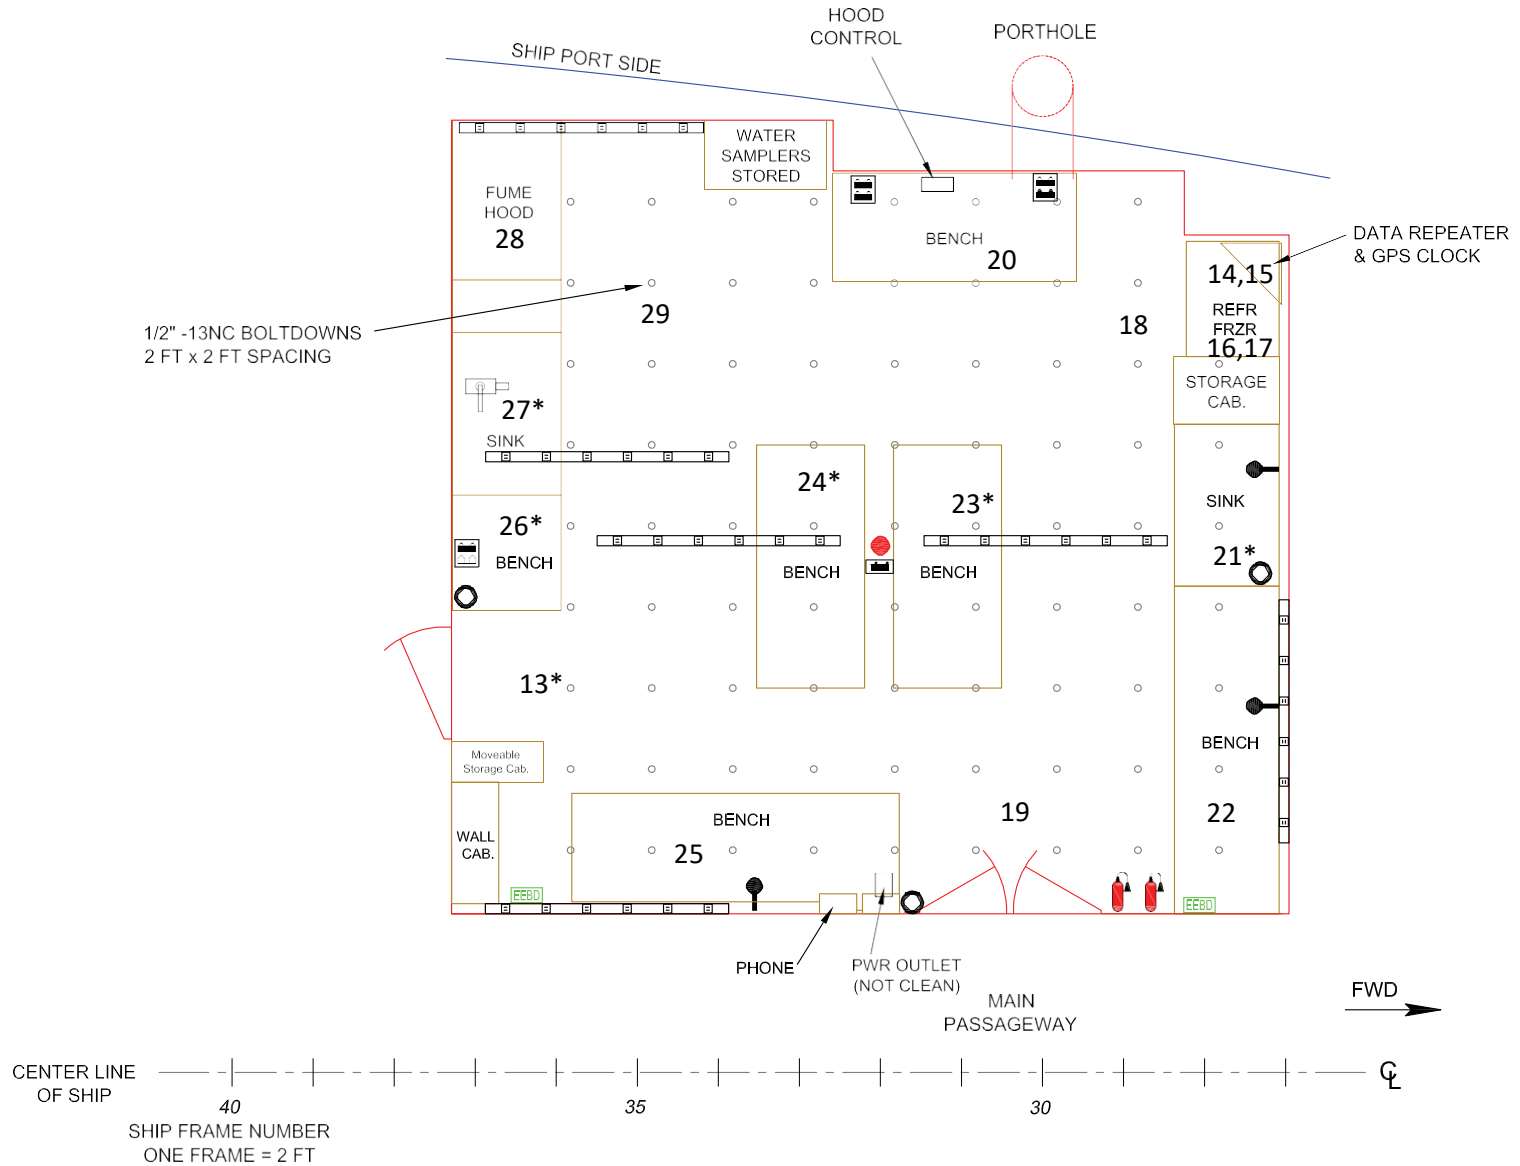 HOOD
CONTROL
PORTHOLE
SHIP PORT SIDE
WATER
SAMPLERS
STORED
FUME
HOOD
28
BENCH
20
DATA REPEATER
& GPS CLOCK
14,15
REFR
FRZR
16,17
1/2" -13NC BOLTDOWNS
2 FT x 2 FT SPACING
29
18
STORAGE
CAB.
27*
SINK
24*
23*
SINK
26*
BENCH
BENCH
BENCH
21*
13*
Moveable
Storage Cab.
BENCH
22
WALL
CAB.
BENCH
25
19
EEBD
EEBD
PHONE
PWR OUTLET
(NOT CLEAN)
MAIN
PASSAGEWAY
FWD
CENTER LINE
OF SHIP
℄
40
35
30
SHIP FRAME NUMBER
ONE FRAME = 2 FT